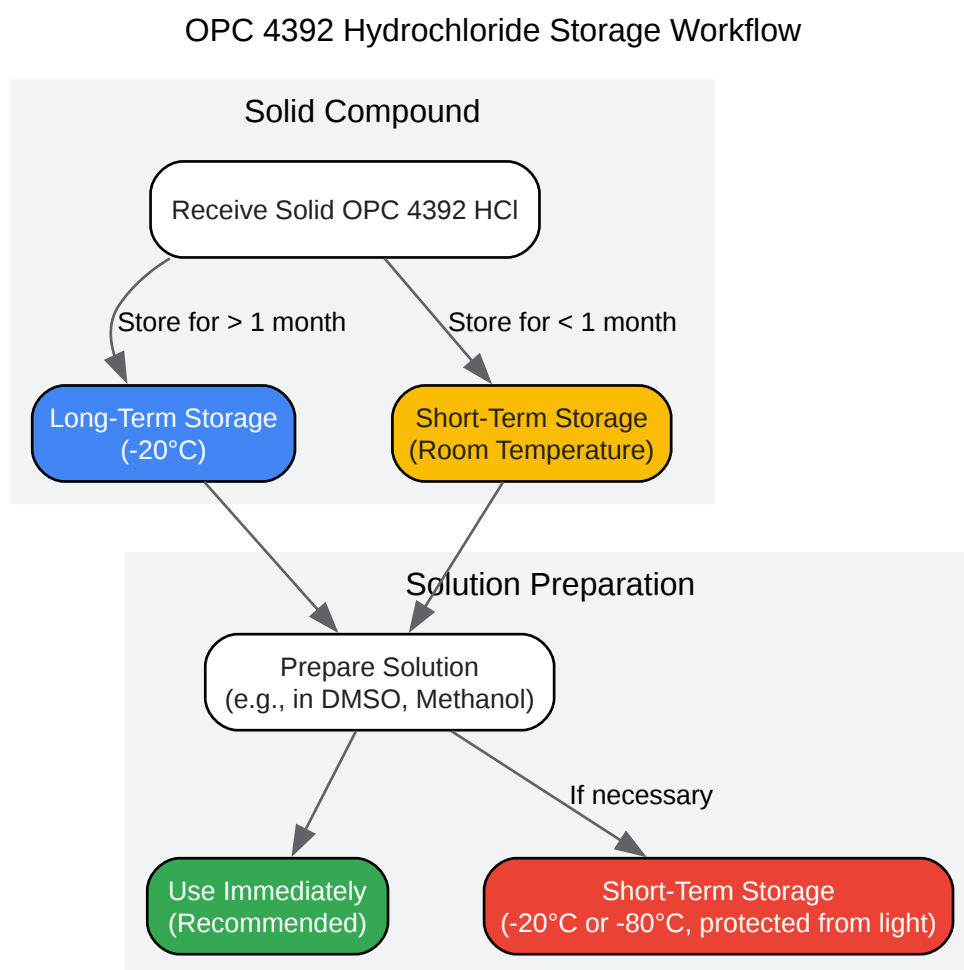 OPC 4392 Hydrochloride Storage Workflow
Solid Compound
Receive Solid OPC 4392 HCl
Store for > 1 month
Store for < 1 month
Long-Term Storage
(-20°C)
Short-Term Storage
(Room Temperature)
Solution Preparation
Prepare Solution
(e.g., in DMSO, Methanol)
If necessary
Use Immediately
(Recommended)
Short-Term Storage
(-20°C or -80°C, protected from light)